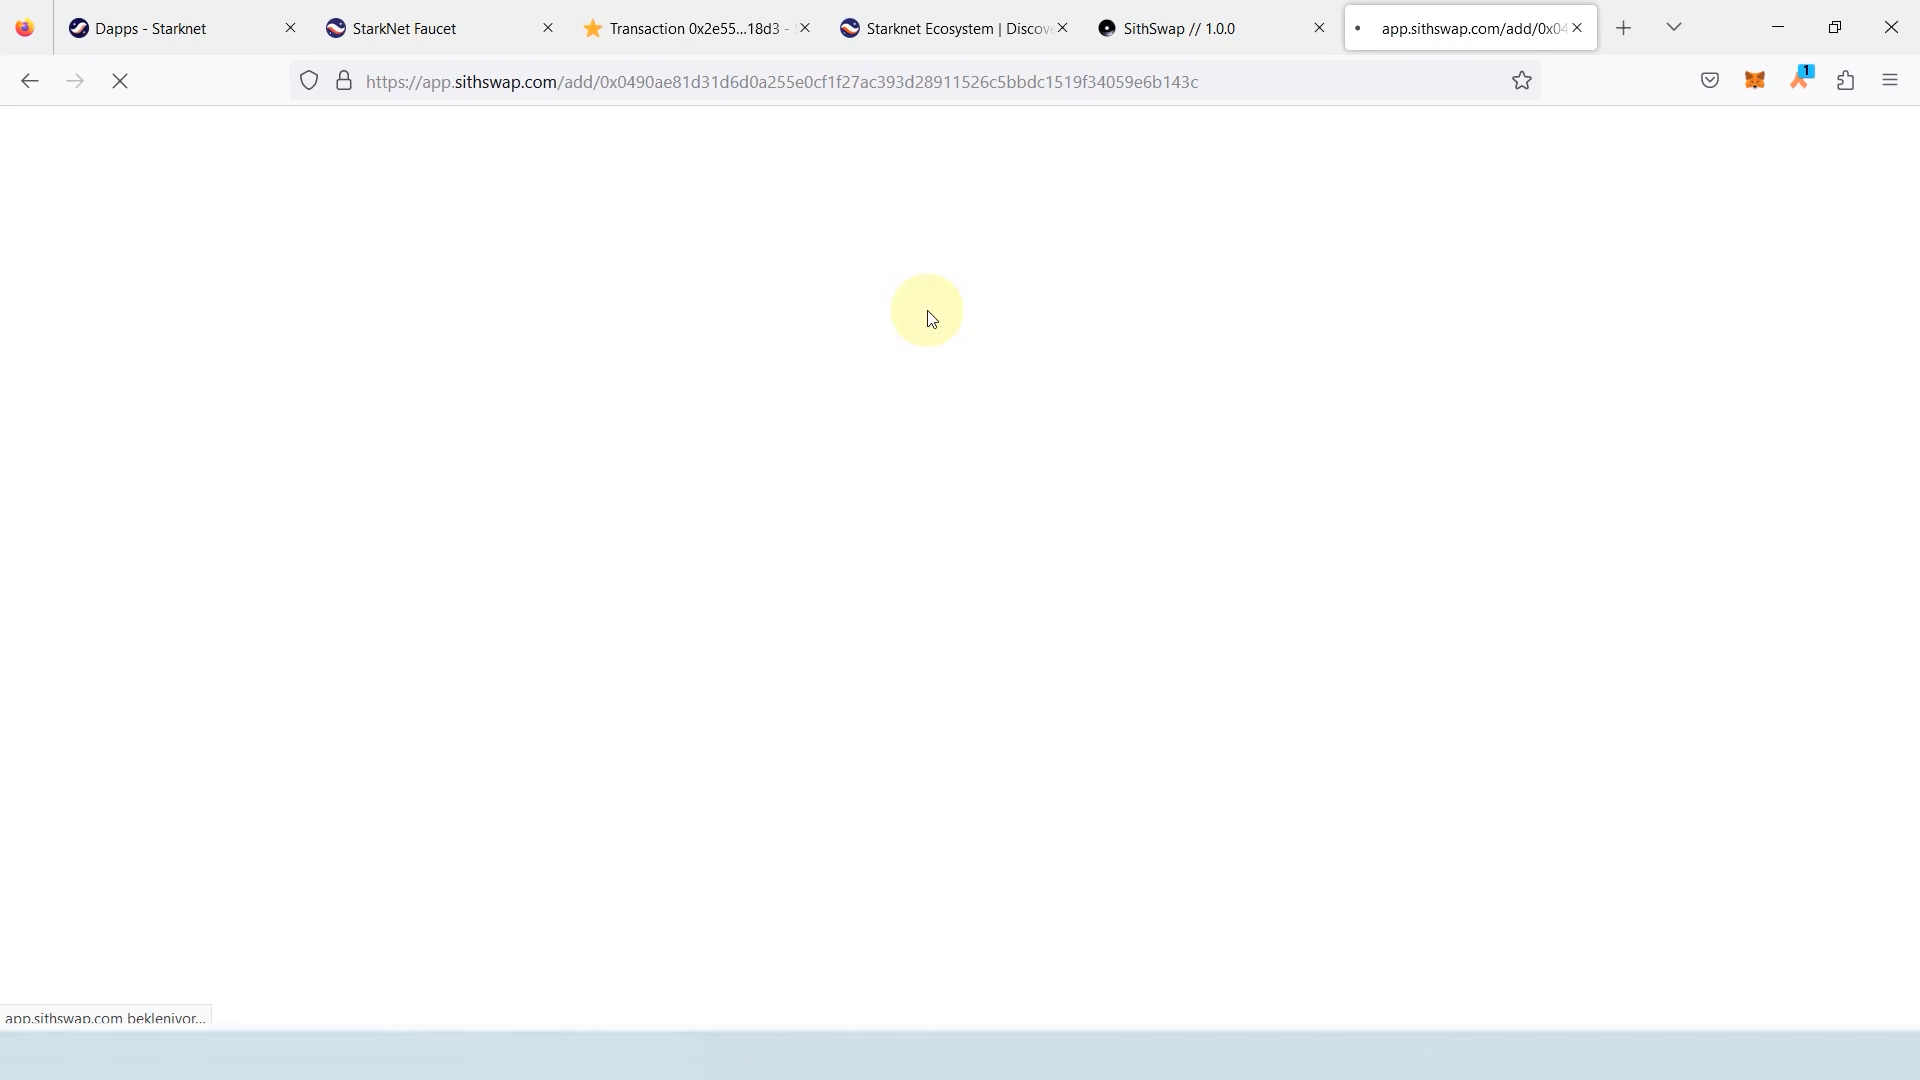 Dapps - Starknet
StarkNet Faucet
Transaction 0x2e55...18d3 -
Starknet Ecosystem | Discov
SithSwap // 1.0.0
app.sithswap.com/add/0x04
https://app.sithswap.com/add/0x0490ae81d31d6d0a255e0cf1f27ac393d28911526c5bbdc1519f34059e6b143c
1
app.sithswap.com bekleniyor...